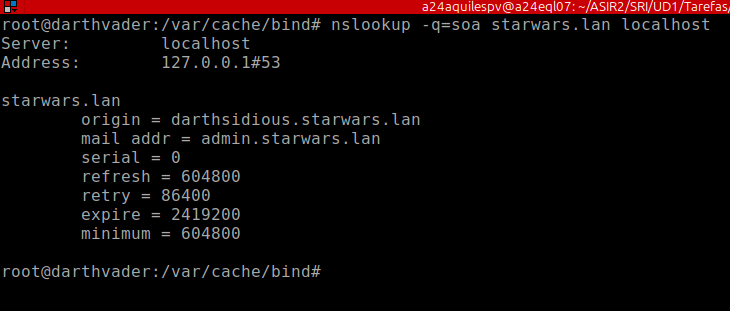 a24aquilespv@a24eql07: ~/ASIR2/SRI/UD1/Tarefas/
root@darthvader:/var/cache/bind# nslookup -q=soa starwars.lan localhost
Server:         localhost
Address:        127.0.0.1#53

starwars.lan
        origin = darthsidious.starwars.lan
        mail addr = admin.starwars.lan
        serial = 0
        refresh = 604800
        retry = 86400
        expire = 2419200
        minimum = 604800

root@darthvader:/var/cache/bind#